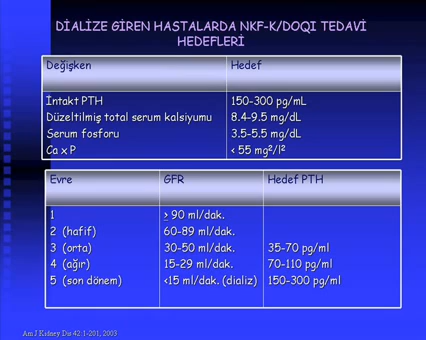 DİALİZE GİREN HASTALARDA NKF-K/DOQI TEDAVİ
HEDEFLERİ
Değişken Hedef
İntakt PTH 150-300 pg/mL
Düzeltilmiş total serum kalsiyumu 8.4-9.5 mg/dL
Serum fosforu 3.5-5.5 mg/dL
Ca x P < 55 mg²/l²
Evre GFR Hedef PTH
1 ≥ 90 ml/dak.
2 (hafif) 60-89 ml/dak.
3 (orta) 30-50 ml/dak. 35-70 pg/ml
4 (ağır) 15-29 ml/dak. 70-110 pg/ml
5 (son dönem) <15 ml/dak. (dializ) 150-300 pg/ml
Am J Kidney Dis 42:1-201, 2003